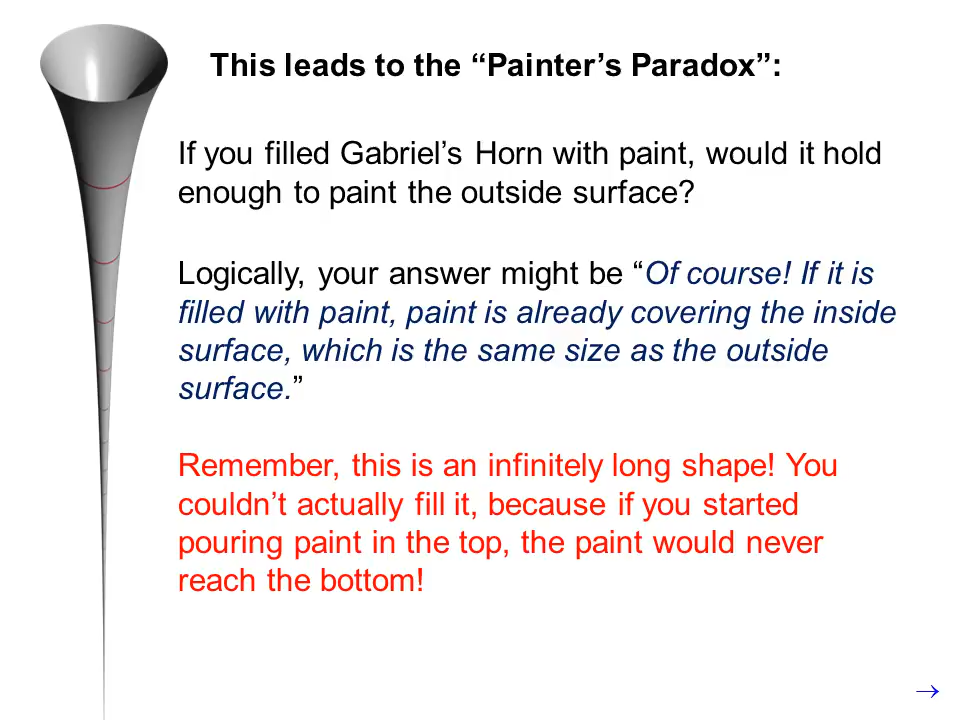 This leads to the “Painter’s Paradox”:
If you filled Gabriel’s Horn with paint, would it hold
enough to paint the outside surface?
Logically, your answer might be “Of course! If it is
filled with paint, paint is already covering the inside
surface, which is the same size as the outside
surface.”
Remember, this is an infinitely long shape! You
couldn’t actually fill it, because if you started
pouring paint in the top, the paint would never
reach the bottom!
→